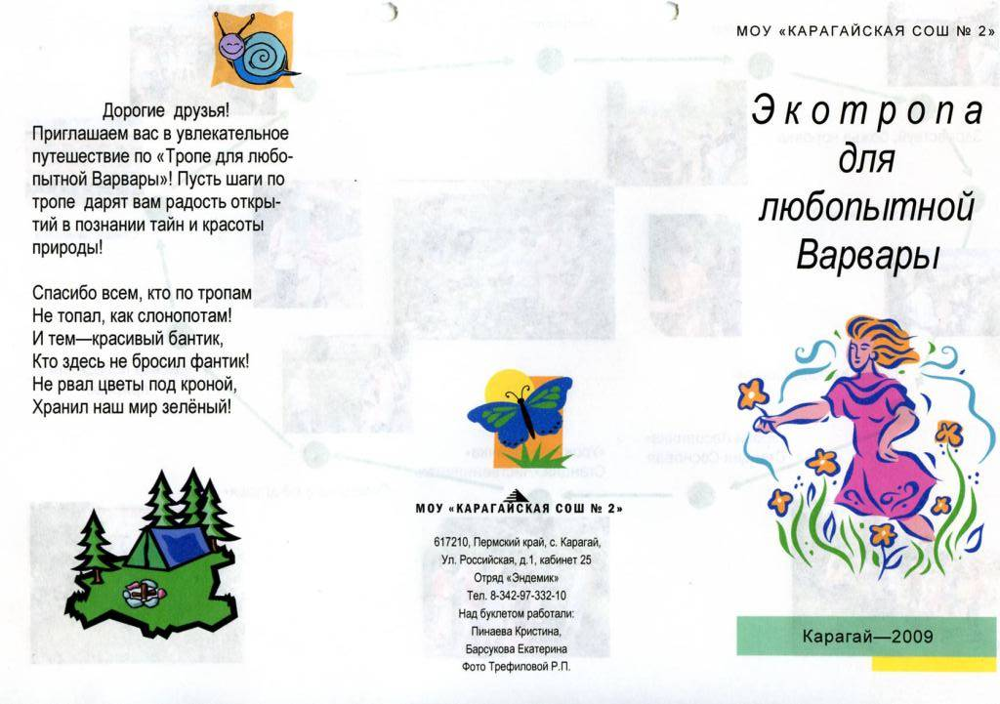 Дорогие друзья!
Приглашаем вас в увлекательное
путешествие по «Тропе для любо-
пытной Варвары»! Пусть шаги по
тропе дарят вам радость откры-
тий в познании тайн и красоты
природы!
Спасибо всем, кто по тропам
Не топал, как слонопотам!
И тем—красивый бантик,
Кто здесь не бросил фантик!
Не рвал цветы под кроной,
Хранил наш мир зелёный!
МОУ «КАРАГАЙСКАЯ СОШ № 2»
617210, Пермский край, с. Карагай,
Ул. Российская, д.1, кабинет 25
Отряд «Эндемик»
Тел. 8-342-97-332-10
Над буклетом работали:
Пинаева Кристина,
Барсукова Екатерина
Фото Трефиловой Р.П.
МОУ «КАРАГАЙСКАЯ СОШ № 2»
Экотропа
для
любопытной
Варвары
Карагай—2009